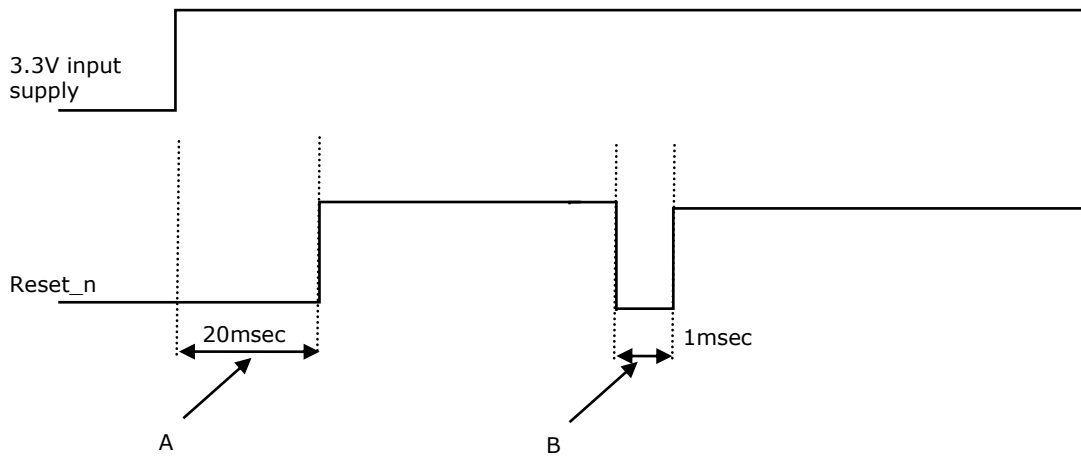 3.3V input
supply
Reset_n
20msec
1msec
A
B